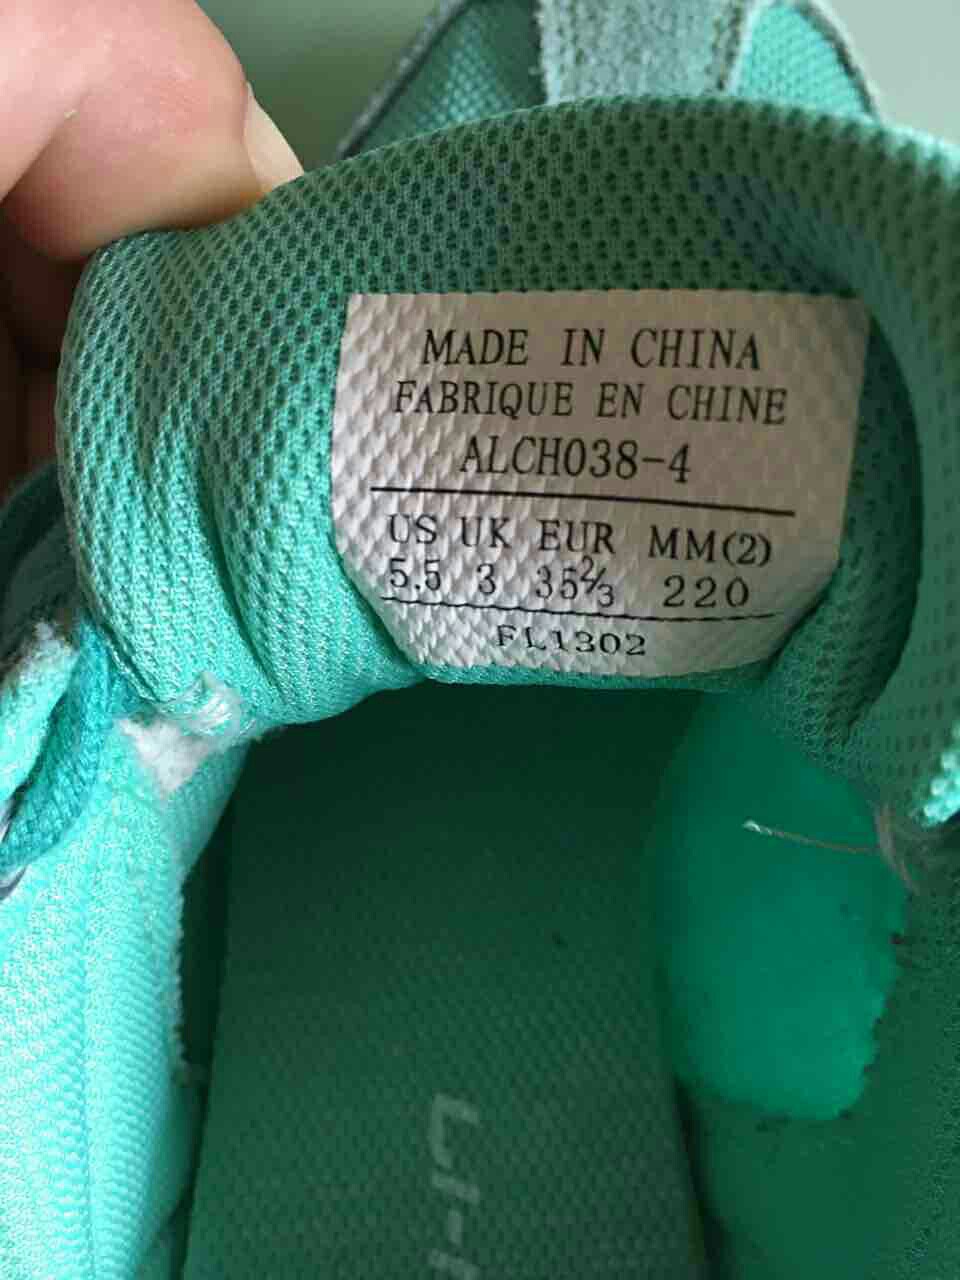 MADE IN CHINA
FABRIQUE EN CHINE
ALCH038-4
US UK EUR MM(2)
5.5 3 35⅔ 220
FL1302